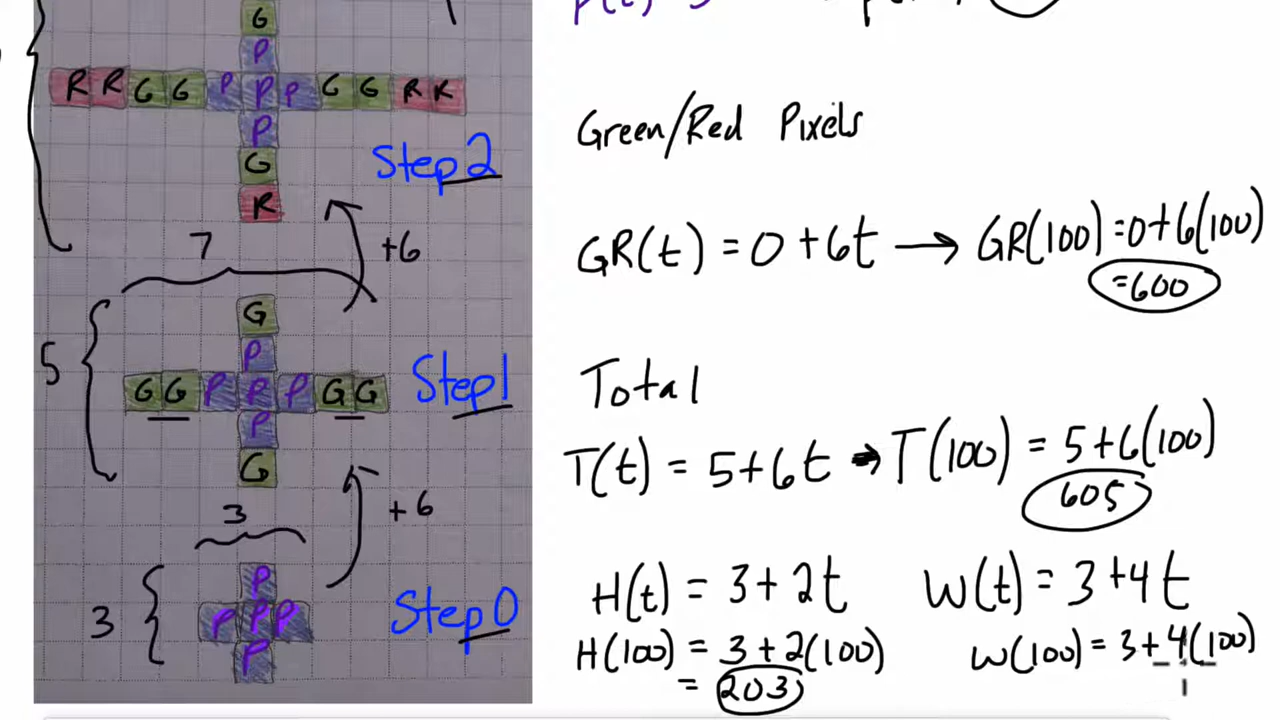 G
P
R R G G P P P G G R R
P
G
R
Step 2
7
+6
G
P
5
G G P P P G G
Step 1
P
G
3
+6
P
3
P P P
Step 0
P
Green/Red Pixels
GR(t) = 0 + 6t → GR(100) = 0+6(100)
=600
Total
T(t) = 5+6t → T(100) = 5+6(100)
605
H(t) = 3 + 2t W(t) = 3 +4t
H(100) = 3 + 2(100) W(100) = 3 + 4(100)
= 203